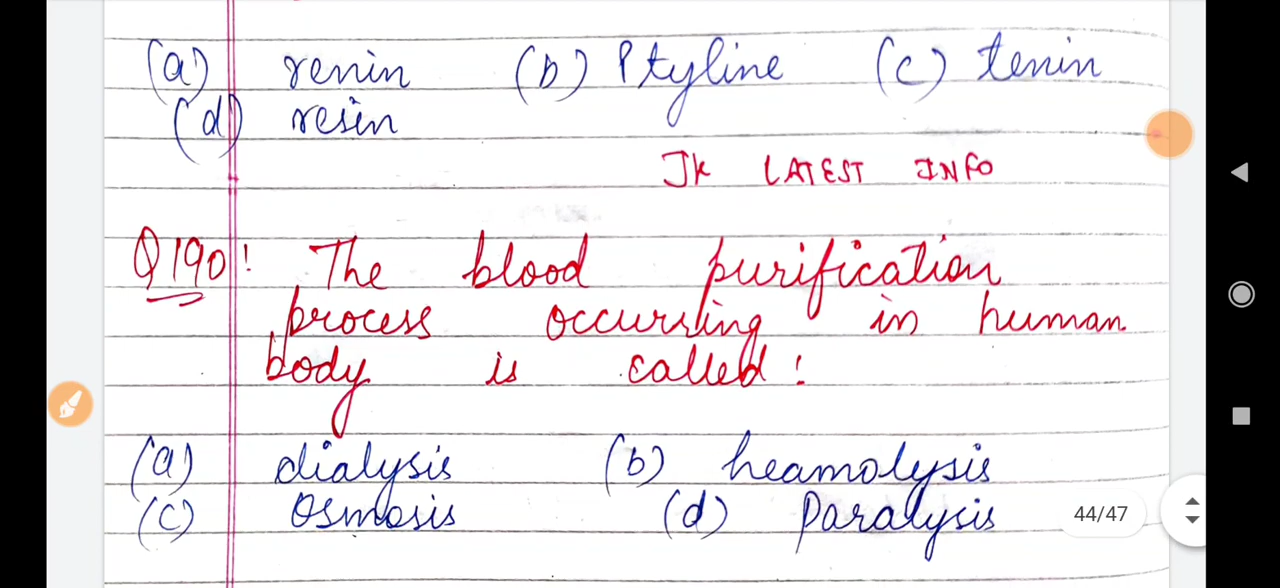 (a) renin (b) Ptyline (c) tenin
(d) resin
JK LATEST INFO
Q190! The blood purification
process occurring in human
body is called:
(a) dialysis (b) heamolysis
(c) Osmosis (d) Paralysis
44/47